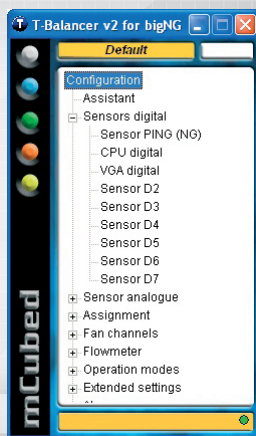 T-Balancer v2 for bigNG
Default
Configuration
Assistant
Sensors digital
Sensor PING (NG)
CPU digital
VGA digital
Sensor D2
Sensor D3
Sensor D4
Sensor D5
Sensor D6
Sensor D7
Sensor analogue
Assignment
Fan channels
Flowmeter
Operation modes
Extended settings
mCubed